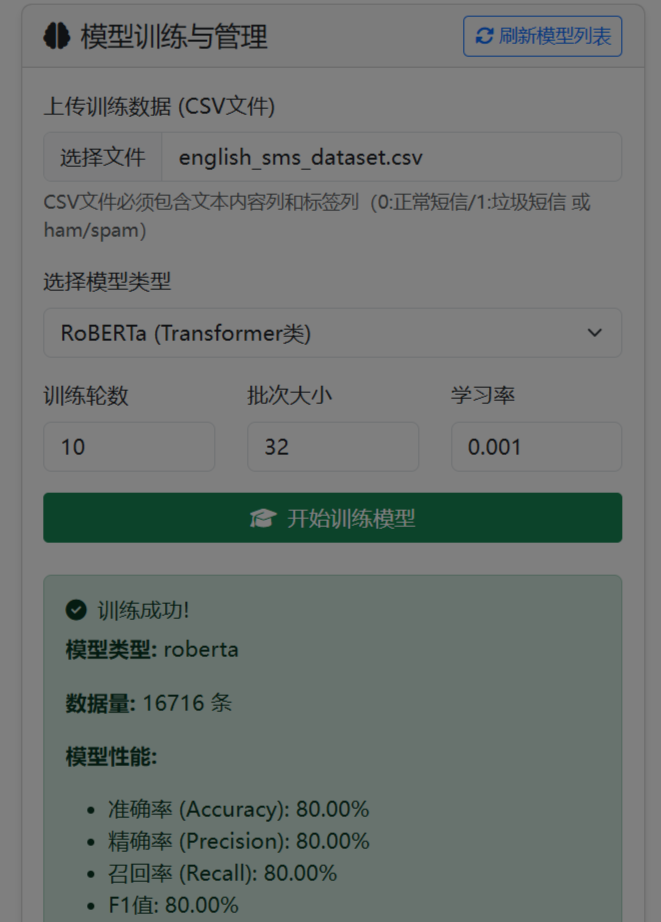 模型训练与管理 刷新模型列表
上传训练数据 (CSV文件)
选择文件 english_sms_dataset.csv
CSV文件必须包含文本内容列和标签列（0:正常短信/1:垃圾短信 或
ham/spam）
选择模型类型
RoBERTa (Transformer类)
训练轮数 批次大小 学习率
10 32 0.001
开始训练模型
训练成功!
模型类型: roberta
数据量: 16716 条
模型性能:
• 准确率 (Accuracy): 80.00%
• 精确率 (Precision): 80.00%
• 召回率 (Recall): 80.00%
• F1值: 80.00%